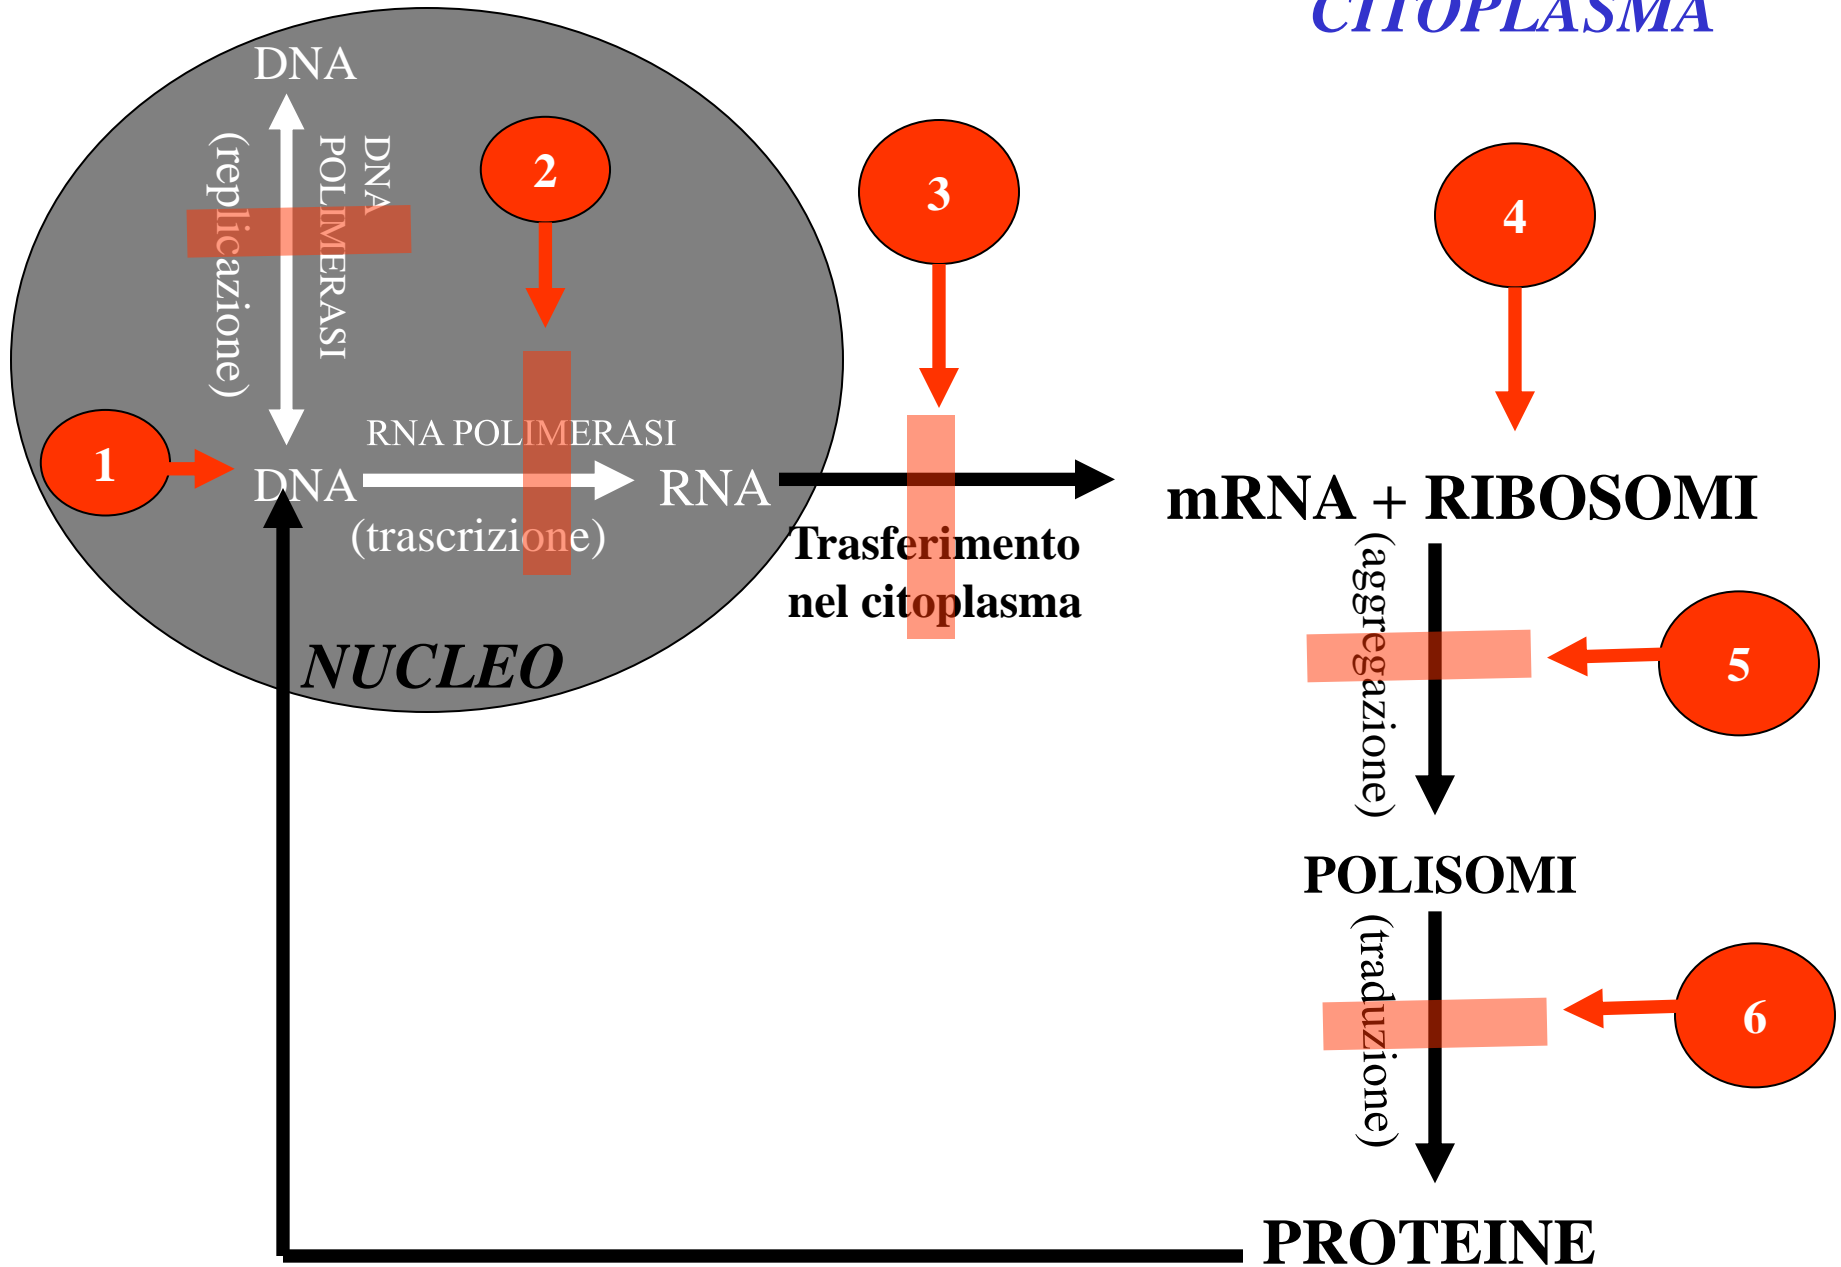 CITOPLASMA
DNA
(replicazione)
DNA
POLIMERASI
2
3
4
1
DNA
RNA POLIMERASI
(trascrizione)
RNA
Trasferimento
nel citoplasma
mRNA + RIBOSOMI
(aggregazione)
5
NUCLEO
POLISOMI
(traduzione)
6
PROTEINE